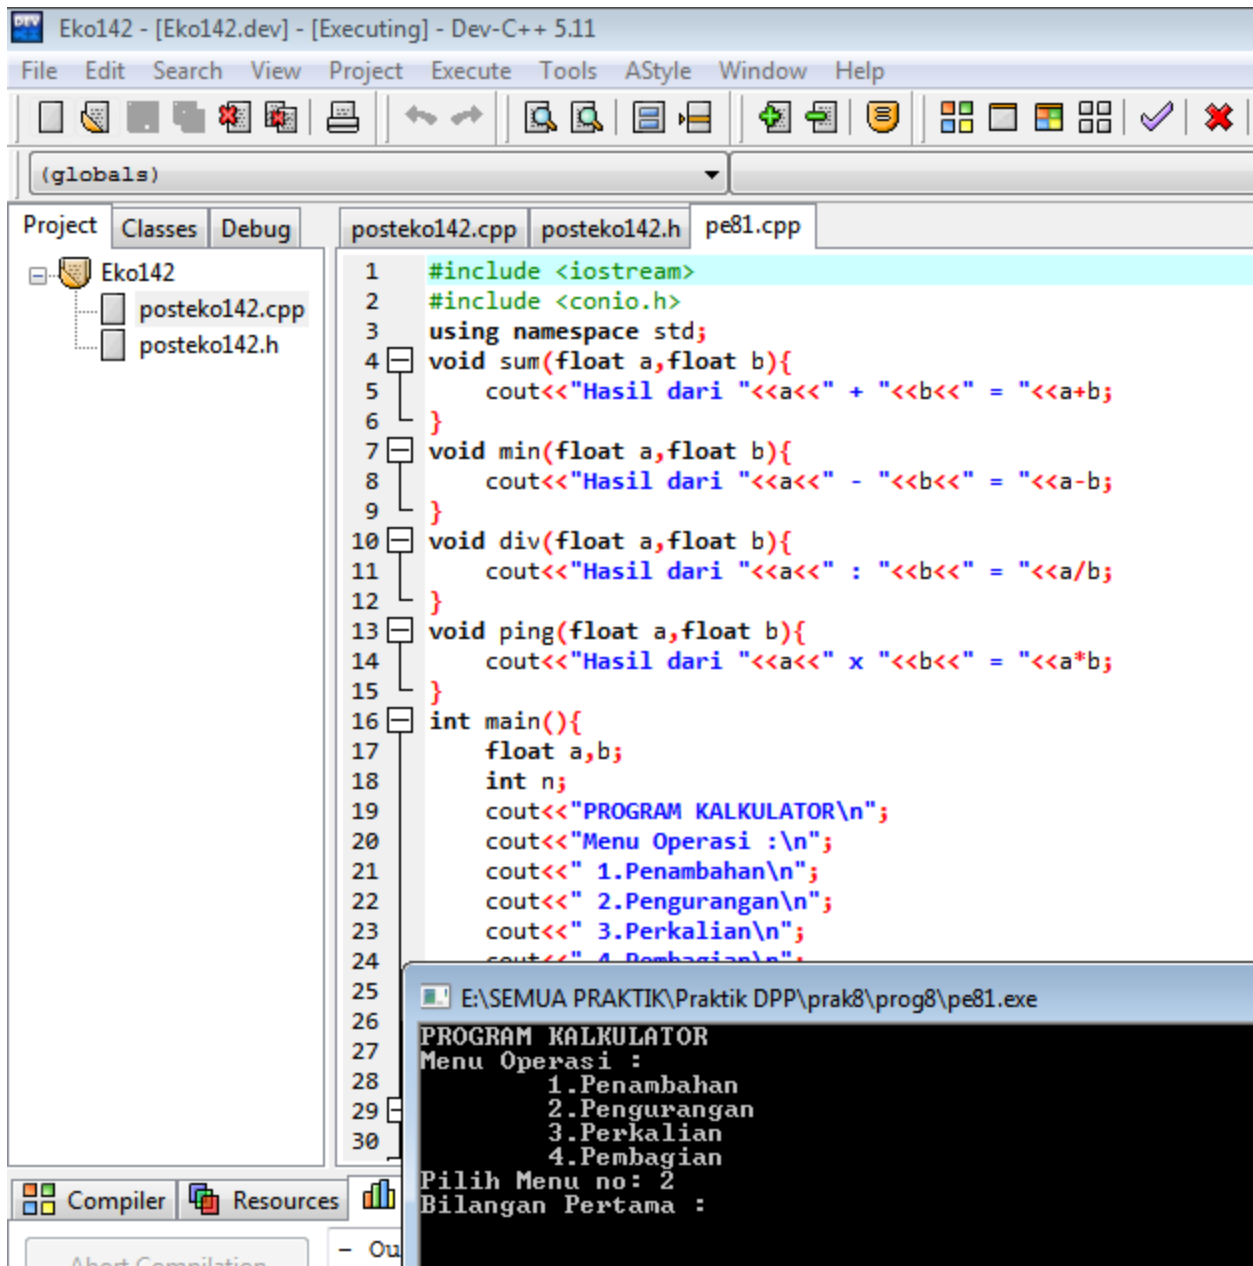 Eko142 - [Eko142.dev] - [Executing] - Dev-C++ 5.11
File Edit Search View Project Execute Tools AStyle Window Help
(globals)
Project Classes Debug
Eko142
posteko142.cpp
posteko142.h
posteko142.cpp posteko142.h pe81.cpp
1 #include <iostream>
2 #include <conio.h>
3 using namespace std;
4 void sum(float a,float b){
5 cout<<"Hasil dari "<<a<<" + "<<b<<" = "<<a+b;
6 }
7 void min(float a,float b){
8 cout<<"Hasil dari "<<a<<" - "<<b<<" = "<<a-b;
9 }
10 void div(float a,float b){
11 cout<<"Hasil dari "<<a<<" : "<<b<<" = "<<a/b;
12 }
13 void ping(float a,float b){
14 cout<<"Hasil dari "<<a<<" x "<<b<<" = "<<a*b;
15 }
16 int main(){
17 float a,b;
18 int n;
19 cout<<"PROGRAM KALKULATOR\n";
20 cout<<"Menu Operasi :\n";
21 cout<<" 1.Penambahan\n";
22 cout<<" 2.Pengurangan\n";
23 cout<<" 3.Perkalian\n";
24 cout<<" 4.Pembagian\n";
25
26
27
28
29
30
E:\SEMUA PRAKTIK\Praktik DPP\prak8\prog8\pe81.exe
PROGRAM KALKULATOR
Menu Operasi :
1.Penambahan
2.Pengurangan
3.Perkalian
4.Pembagian
Pilih Menu no: 2
Bilangan Pertama :
Compiler Resources
Abort Compilation
- Ou